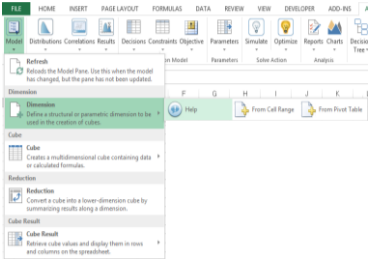 FILE HOME INSERT PAGE LAYOUT FORMULAS DATA REVIEW VIEW DEVELOPER ADD-INS A
Model Distributions Correlations Results Decisions Constraints Objective Parameters Simulate Optimize Reports Charts Decision
Tree
n Model Parameters Solve Action Analysis
Refresh
Reloads the Model Pane. Use this when the model
has changed, but the pane has not been updated.
Dimension
F G H I J K
Dimension
Define a structural or parametric dimension to be
used in the creation of cubes.
Help From Cell Range From Pivot Table
Cube
Cube
Creates a multidimensional cube containing data
or calculated formulas.
Reduction
Reduction
Convert a cube into a lower-dimension cube by
summarizing results along a dimension.
Cube Result
Cube Result
Retrieve cube values and display them in rows
and columns on the spreadsheet.